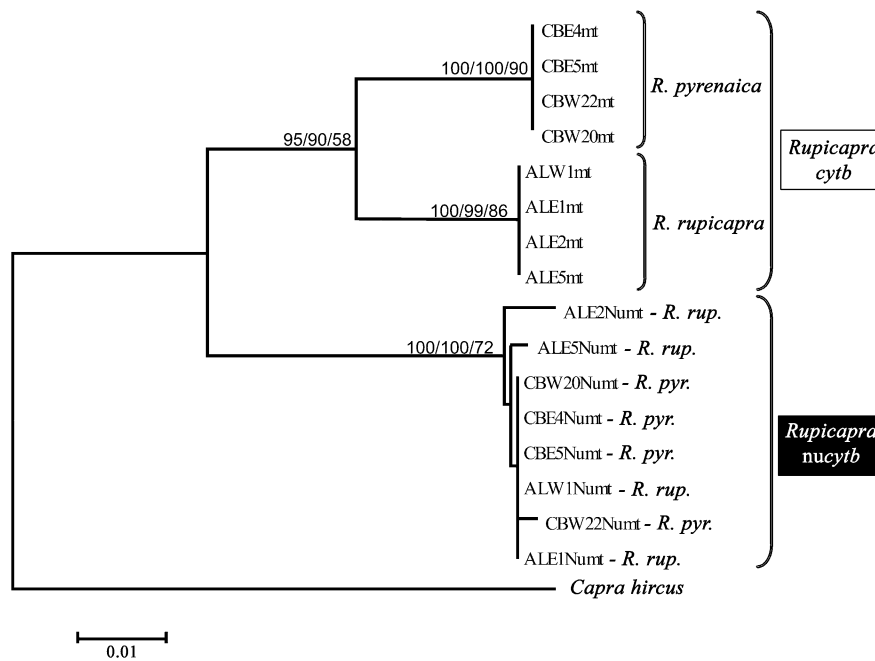 CBE4mt
CBE5mt
CBW22mt
CBW20mt
100/100/90
R. pyrenaica
95/90/58
ALW1mt
ALE1mt
ALE2mt
ALE5mt
100/99/86
R. rupicapra
Rupicapra
cytb
ALE2Numt - R. rup.
ALE5Numt - R. rup.
CBW20Numt - R. pyr.
CBE4Numt - R. pyr.
CBE5Numt - R. pyr.
ALW1Numt - R. rup.
CBW22Numt - R. pyr.
ALE1Numt - R. rup.
100/100/72
Rupicapra
nucytb
Capra hircus
0.01